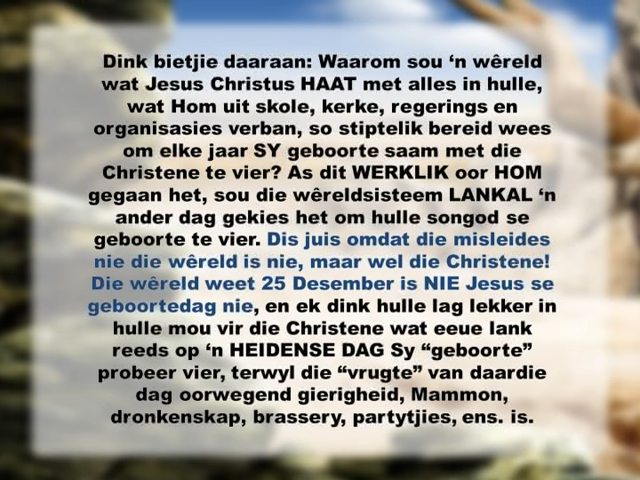 Dink bietjie daaraan: Waarom sou ‘n wêreld
wat Jesus Christus HAAT met alles in hulle,
wat Hom uit skole, kerke, regerings en
organisasies verban, so stiptelik bereid wees
om elke jaar SY geboorte saam met die
Christene te vier? As dit WERKLIK oor HOM
gegaan het, sou die wêreldsisteem LANKAL ‘n
ander dag gekies het om hulle songod se
geboorte te vier. Dis juis omdat die misleides
nie die wêreld is nie, maar wel die Christene!
Die wêreld weet 25 Desember is NIE Jesus se
geboortedag nie, en ek dink hulle lag lekker in
hulle mou vir die Christene wat eeue lank
reeds op ‘n HEIDENSE DAG Sy “geboorte”
probeer vier, terwyl die “vrugte” van daardie
dag oorwegend gierigheid, Mammon,
dronkenskap, brassery, partytjies, ens. is.